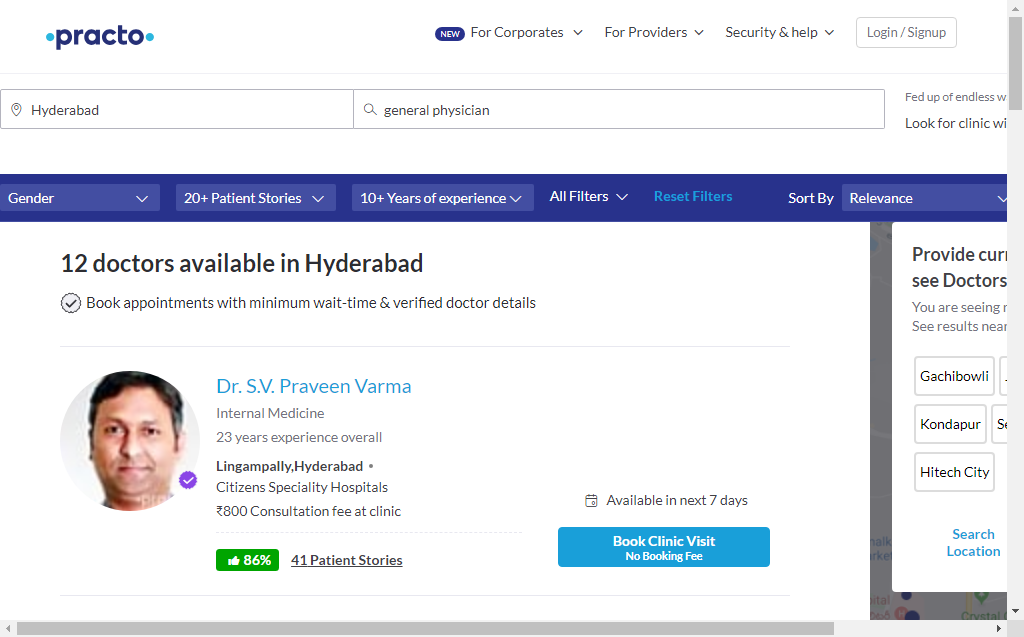 practo
NEW For Corporates
For Providers
Security & help
Login / Signup
Hyderabad
general physician
Fed up of endless w
Look for clinic wi
Gender
20+ Patient Stories
10+ Years of experience
All Filters
Reset Filters
Sort By
Relevance
12 doctors available in Hyderabad
Book appointments with minimum wait-time & verified doctor details
Dr. S.V. Praveen Varma
Internal Medicine
23 years experience overall
Lingampally,Hyderabad •
Citizens Speciality Hospitals
₹800 Consultation fee at clinic
86%
41 Patient Stories
Available in next 7 days
Book Clinic Visit
No Booking Fee
Provide curr
see Doctors
You are seeing r
See results near
Gachibowli
Kondapur
Se
Hitech City
Search
Location
Crystal